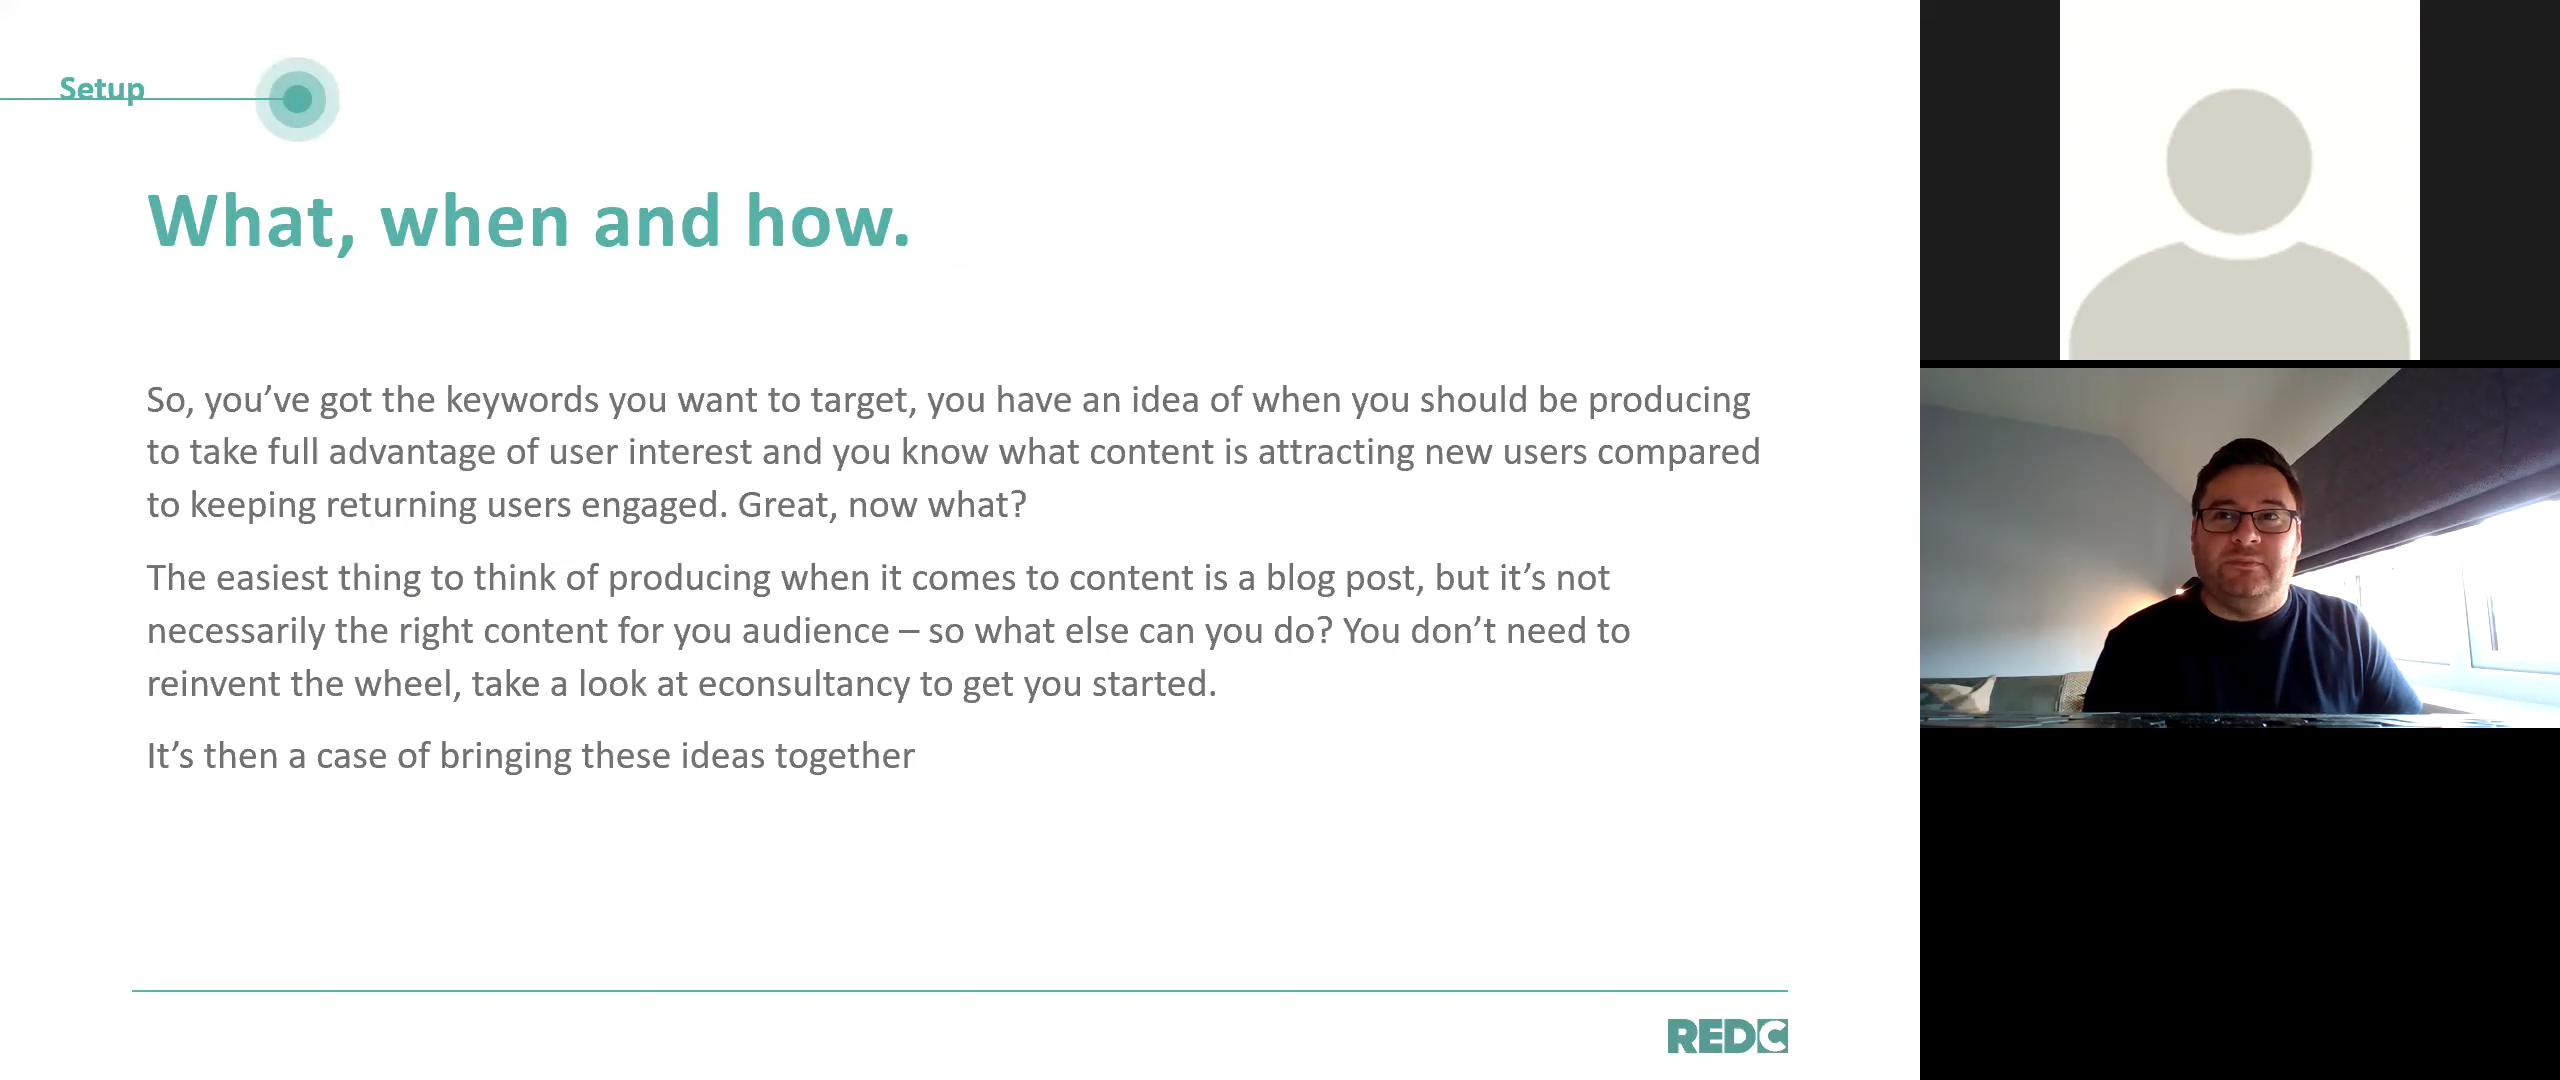 Setup
What, when and how.
So, you’ve got the keywords you want to target, you have an idea of when you should be producing
to take full advantage of user interest and you know what content is attracting new users compared
to keeping returning users engaged. Great, now what?
The easiest thing to think of producing when it comes to content is a blog post, but it’s not
necessarily the right content for you audience – so what else can you do? You don’t need to
reinvent the wheel, take a look at econsultancy to get you started.
It’s then a case of bringing these ideas together
REDC